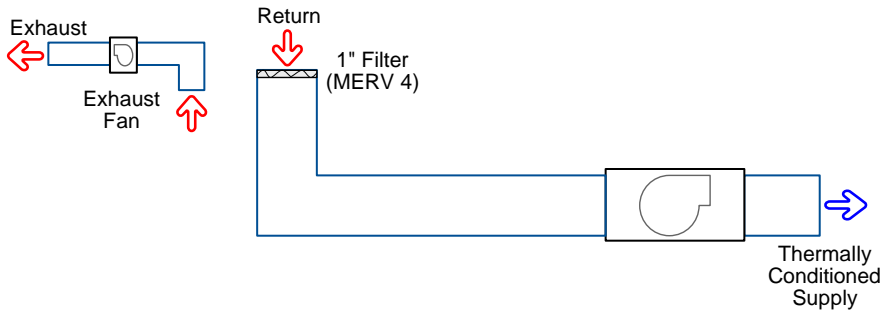 Exhaust
Return
1" Filter
(MERV 4)
Exhaust
Fan
Thermally
Conditioned
Supply